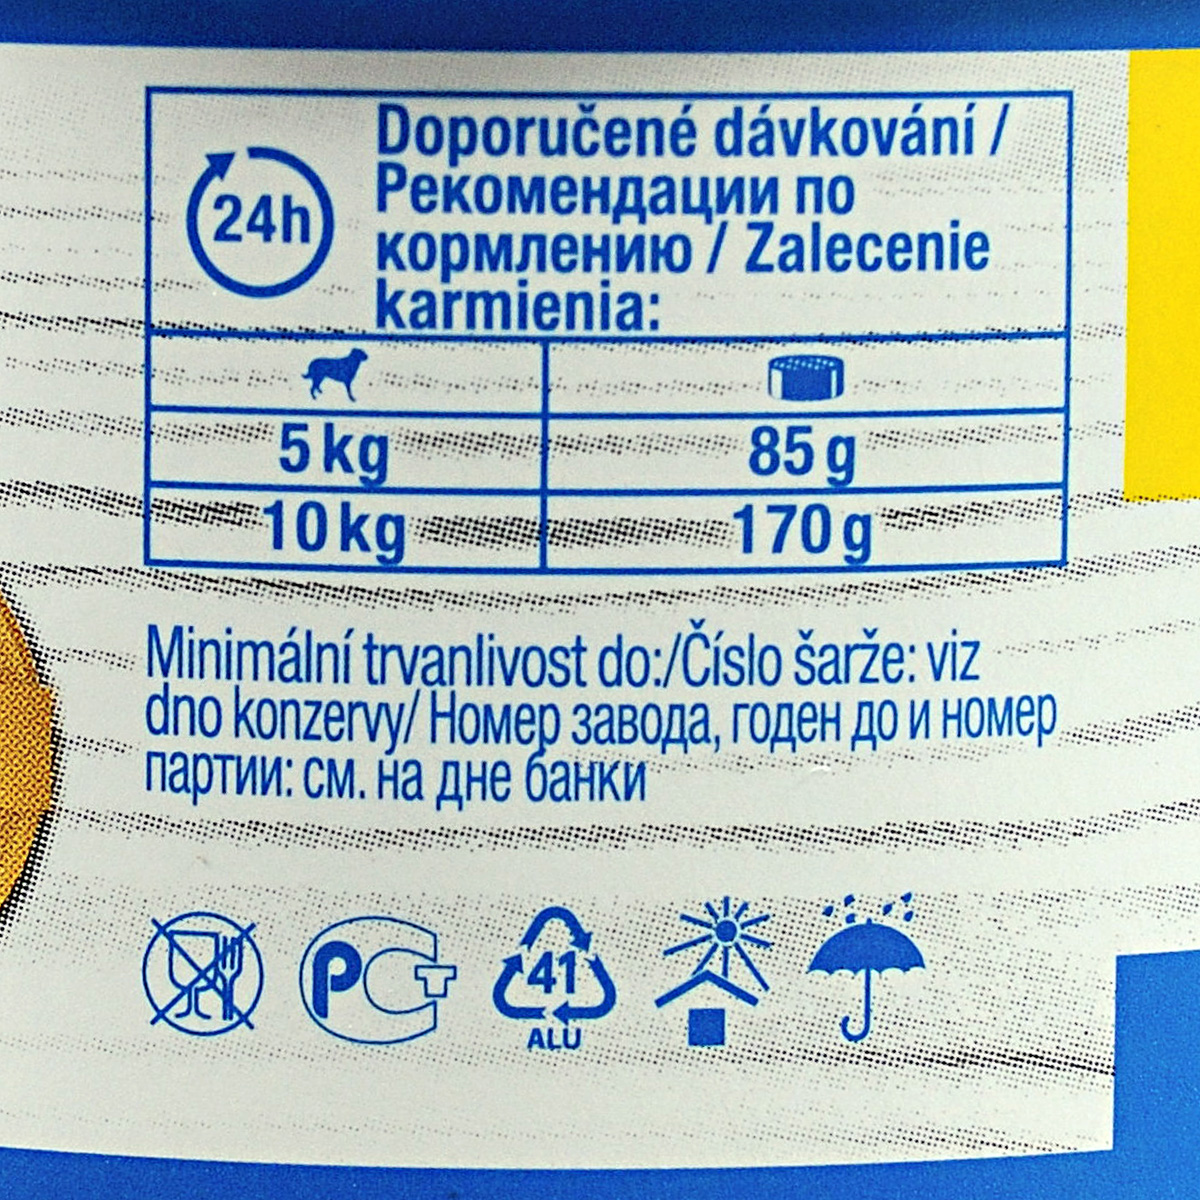 24h
Doporučené dávkování /
Рекомендации по
кормлению / Zalecenie
karmienia:
5 kg 85 g
10 kg 170 g
Minimální trvanlivost do:/Číslo šarže: viz
dno konzervy/ Номер завода, годен до и номер
партии: см. на дне банки
РСТ 41
ALU